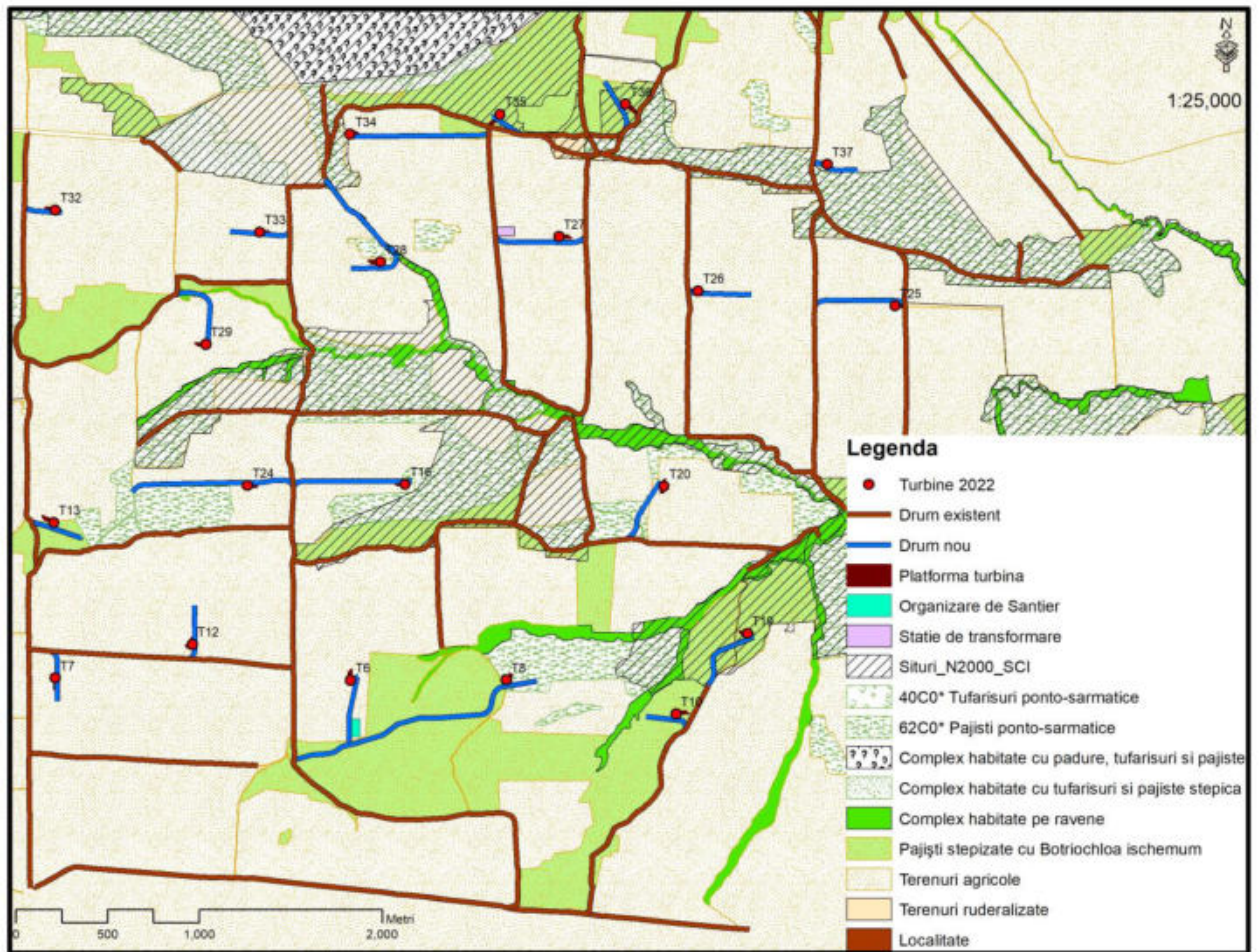 N
1:25,000
T36
T35
T34
T37
T32
T33
T27
T28
T26
T25
T29
T24
T16
T20
T13
T12
T18
T7
T6
T8
T10
Metri
0 500 1,000 2,000
Legenda
Turbine 2022
Drum existent
Drum nou
Platforma turbina
Organizare de Santier
Statie de transformare
Situri_N2000_SCI
40C0* Tufarisuri ponto-sarmatice
62C0* Pajisti ponto-sarmatice
Complex habitate cu padure, tufarisuri si pajiste
Complex habitate cu tufarisuri si pajiste stepica
Complex habitate pe ravene
Pajişti stepizate cu Botriochloa ischemum
Terenuri agricole
Terenuri ruderalizate
Localitate